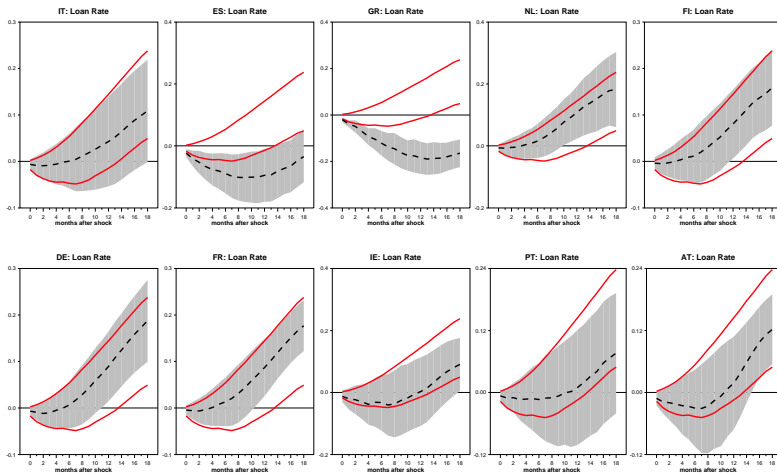 IT: Loan Rate
0.3
0.2
0.1
0.0
-0.1
0 2 4 6 8 10 12 14 16 18
months after shock
ES: Loan Rate
0.4
0.2
0.0
-0.2
0 2 4 6 8 10 12 14 16 18
months after shock
GR: Loan Rate
0.4
0.2
0.0
-0.2
-0.4
0 2 4 6 8 10 12 14 16 18
months after shock
NL: Loan Rate
0.4
0.2
0.0
-0.2
0 2 4 6 8 10 12 14 16 18
months after shock
FI: Loan Rate
0.3
0.2
0.1
0.0
-0.1
0 2 4 6 8 10 12 14 16 18
months after shock
DE: Loan Rate
0.3
0.2
0.1
0.0
-0.1
0 2 4 6 8 10 12 14 16 18
months after shock
FR: Loan Rate
0.3
0.2
0.1
0.0
-0.1
0 2 4 6 8 10 12 14 16 18
months after shock
IE: Loan Rate
0.4
0.2
0.0
-0.2
0 2 4 6 8 10 12 14 16 18
months after shock
PT: Loan Rate
0.24
0.12
0.00
-0.12
0 2 4 6 8 10 12 14 16 18
months after shock
AT: Loan Rate
0.24
0.12
0.00
-0.12
0 2 4 6 8 10 12 14 16 18
months after shock